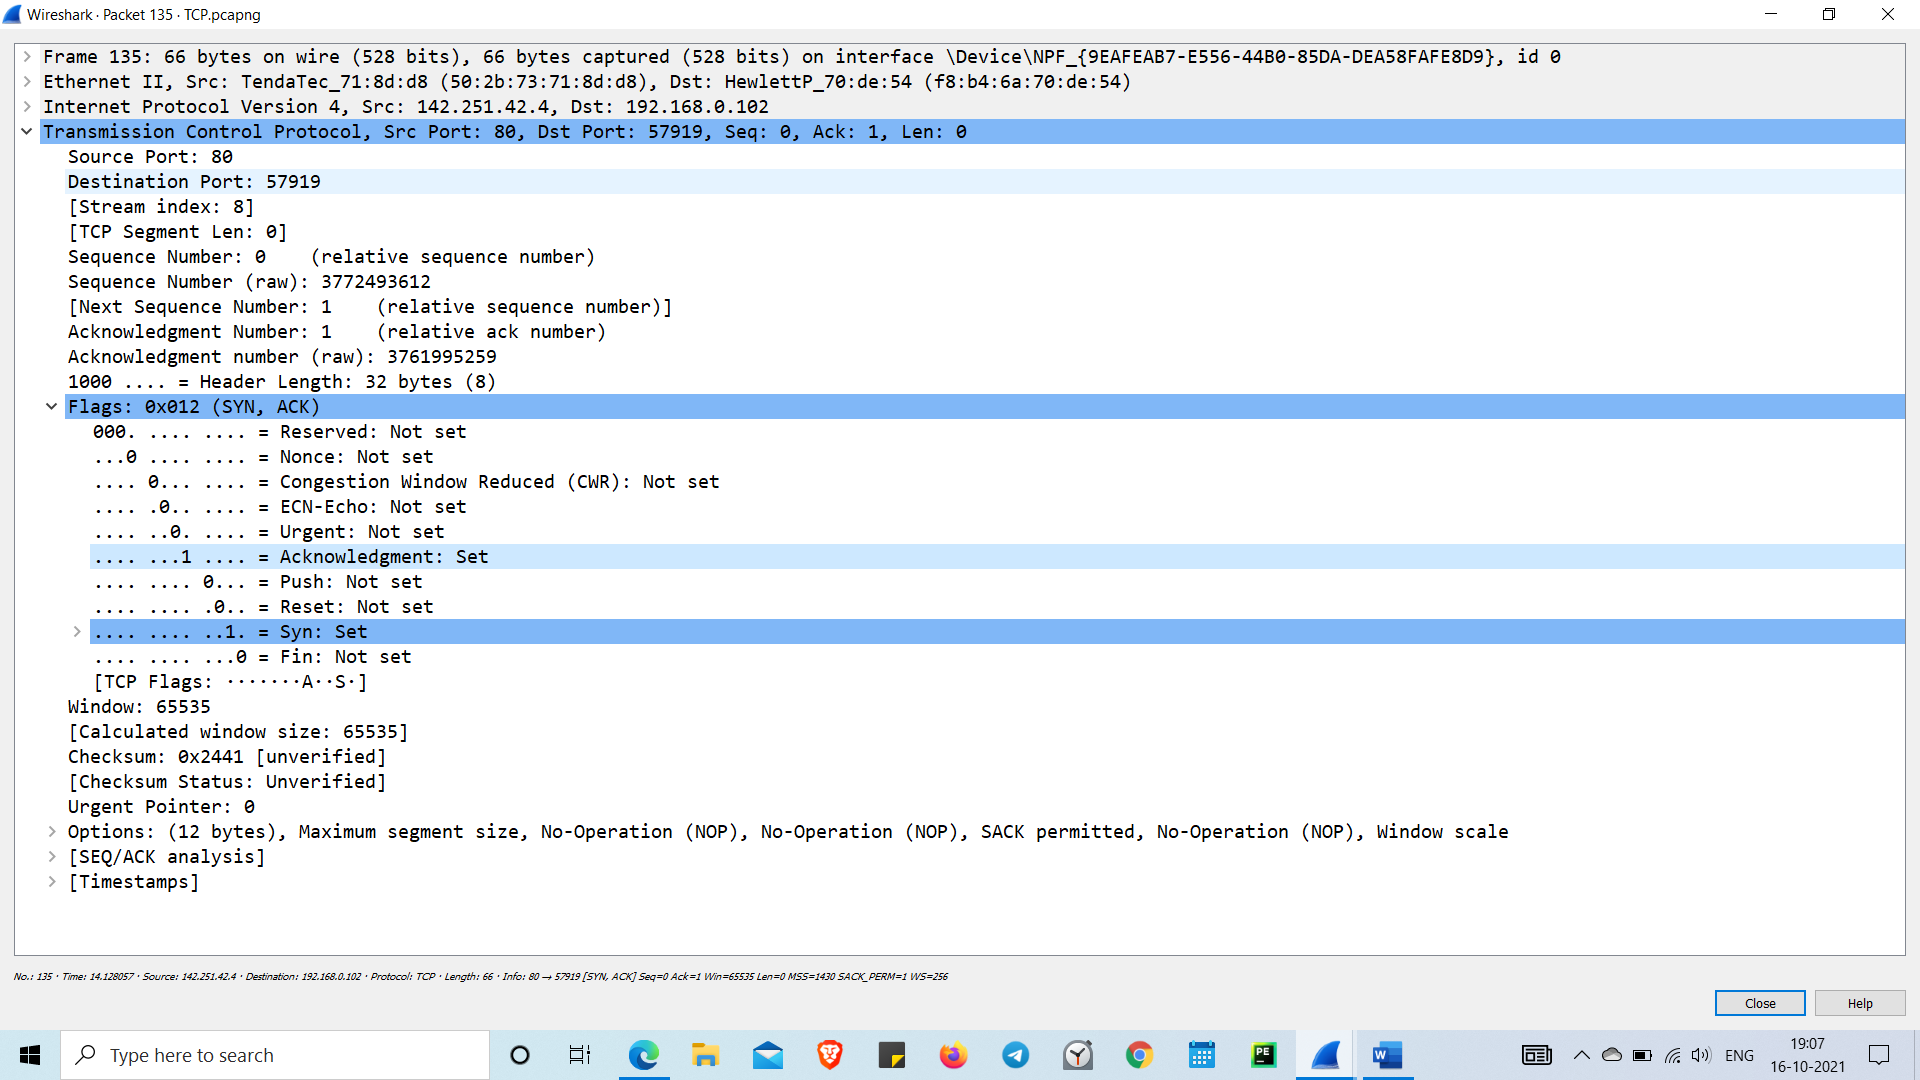 Wireshark · Packet 135 · TCP.pcapng
Frame 135: 66 bytes on wire (528 bits), 66 bytes captured (528 bits) on interface \Device\NPF_{9EAFEAB7-E556-44B0-85DA-DEA58FAFE8D9}, id 0
Ethernet II, Src: TendaTec_71:8d:d8 (50:2b:73:71:8d:d8), Dst: HewlettP_70:de:54 (f8:b4:6a:70:de:54)
Internet Protocol Version 4, Src: 142.251.42.4, Dst: 192.168.0.102
Transmission Control Protocol, Src Port: 80, Dst Port: 57919, Seq: 0, Ack: 1, Len: 0
Source Port: 80
Destination Port: 57919
[Stream index: 8]
[TCP Segment Len: 0]
Sequence Number: 0    (relative sequence number)
Sequence Number (raw): 3772493612
[Next Sequence Number: 1    (relative sequence number)]
Acknowledgment Number: 1    (relative ack number)
Acknowledgment number (raw): 3761995259
1000 .... = Header Length: 32 bytes (8)
Flags: 0x012 (SYN, ACK)
000. .... .... = Reserved: Not set
...0 .... .... = Nonce: Not set
.... 0... .... = Congestion Window Reduced (CWR): Not set
.... .0.. .... = ECN-Echo: Not set
.... ..0. .... = Urgent: Not set
.... ...1 .... = Acknowledgment: Set
.... .... 0... = Push: Not set
.... .... .0.. = Reset: Not set
.... .... ..1. = Syn: Set
.... .... ...0 = Fin: Not set
[TCP Flags: ·······A··S·]
Window: 65535
[Calculated window size: 65535]
Checksum: 0x2441 [unverified]
[Checksum Status: Unverified]
Urgent Pointer: 0
Options: (12 bytes), Maximum segment size, No-Operation (NOP), No-Operation (NOP), SACK permitted, No-Operation (NOP), Window scale
[SEQ/ACK analysis]
[Timestamps]
No.: 135 · Time: 14.128057 · Source: 142.251.42.4 · Destination: 192.168.0.102 · Protocol: TCP · Length: 66 · Info: 80 → 57919 [SYN, ACK] Seq=0 Ack=1 Win=65535 Len=0 MSS=1430 SACK_PERM=1 WS=256
Close
Help
Type here to search
PE
W
ENG
19:07
16-10-2021